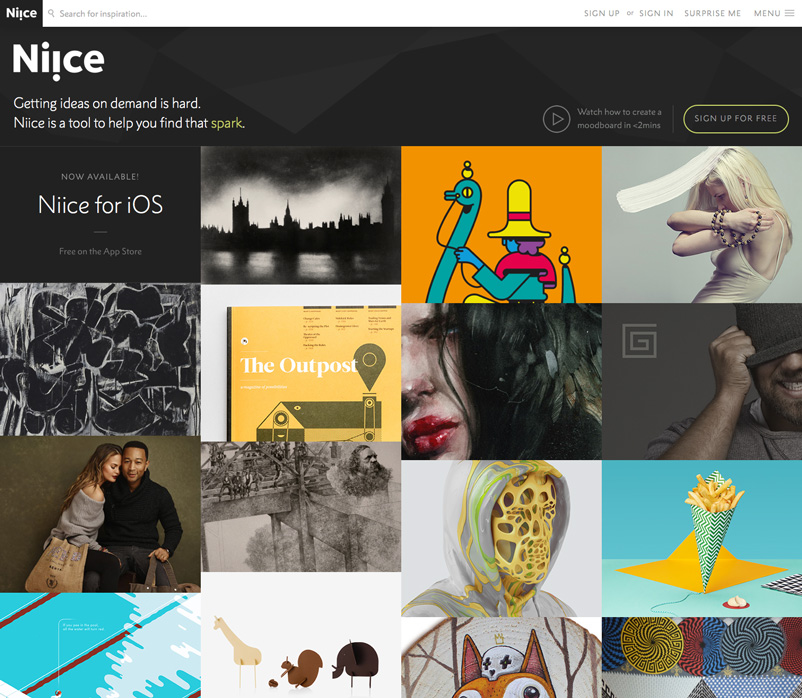 Niice
Search for inspiration...
SIGN UP or SIGN IN SURPRISE ME MENU
Niice
Getting ideas on demand is hard.
Niice is a tool to help you find that spark.
Watch how to create a
moodboard in <2mins
SIGN UP FOR FREE
NOW AVAILABLE!
Niice for iOS
Free on the App Store
The Outpost